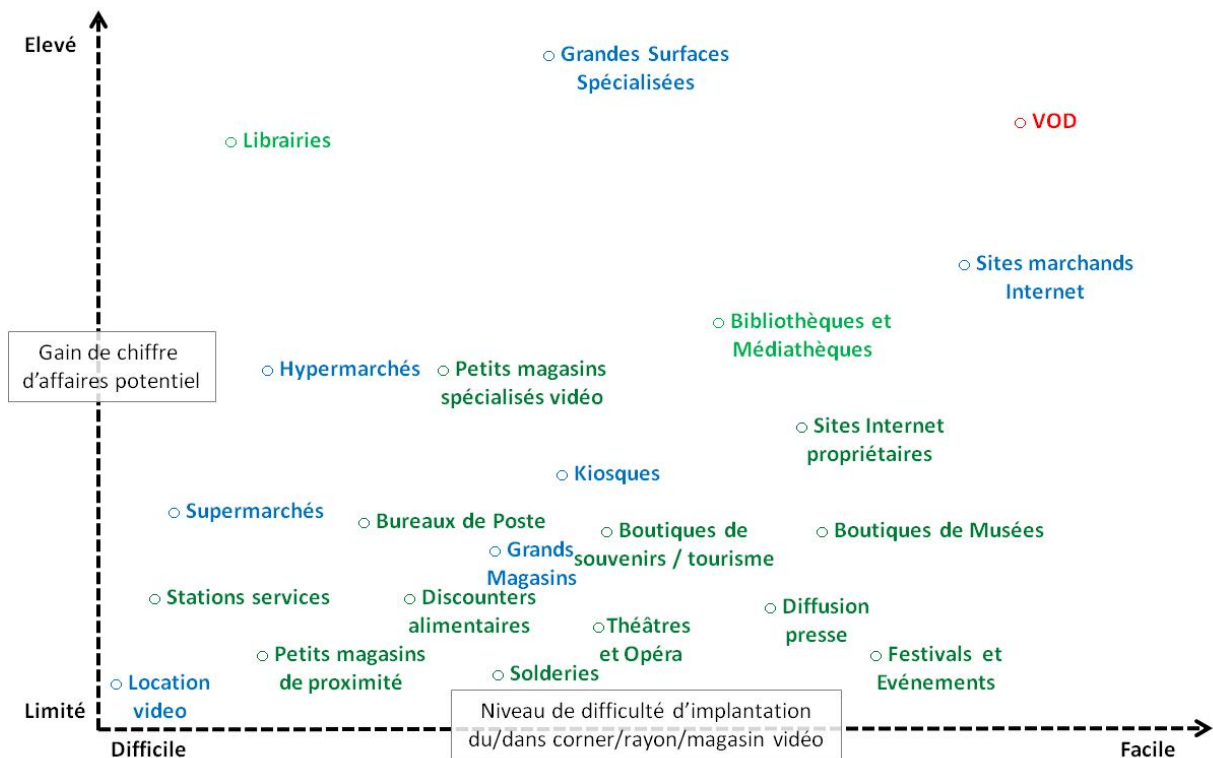 Elevé
Grandes Surfaces
Spécialisées
VOD
Librairies
Sites marchands
Internet
Bibliothèques et
Médiathèques
Gain de chiffre
d’affaires potentiel
Hypermarchés
Petits magasins
spécialisés vidéo
Sites Internet
propriétaires
Kiosques
Supermarchés
Bureaux de Poste
Boutiques de
souvenirs / tourisme
Boutiques de Musées
Grands
Magasins
Stations services
Discounters
alimentaires
Diffusion
presse
Théâtres
et Opéra
Petits magasins
de proximité
Solderies
Festivals et
Evénements
Location
video
Limité
Niveau de difficulté d’implantation
du/dans corner/rayon/magasin vidéo
Difficile
Facile